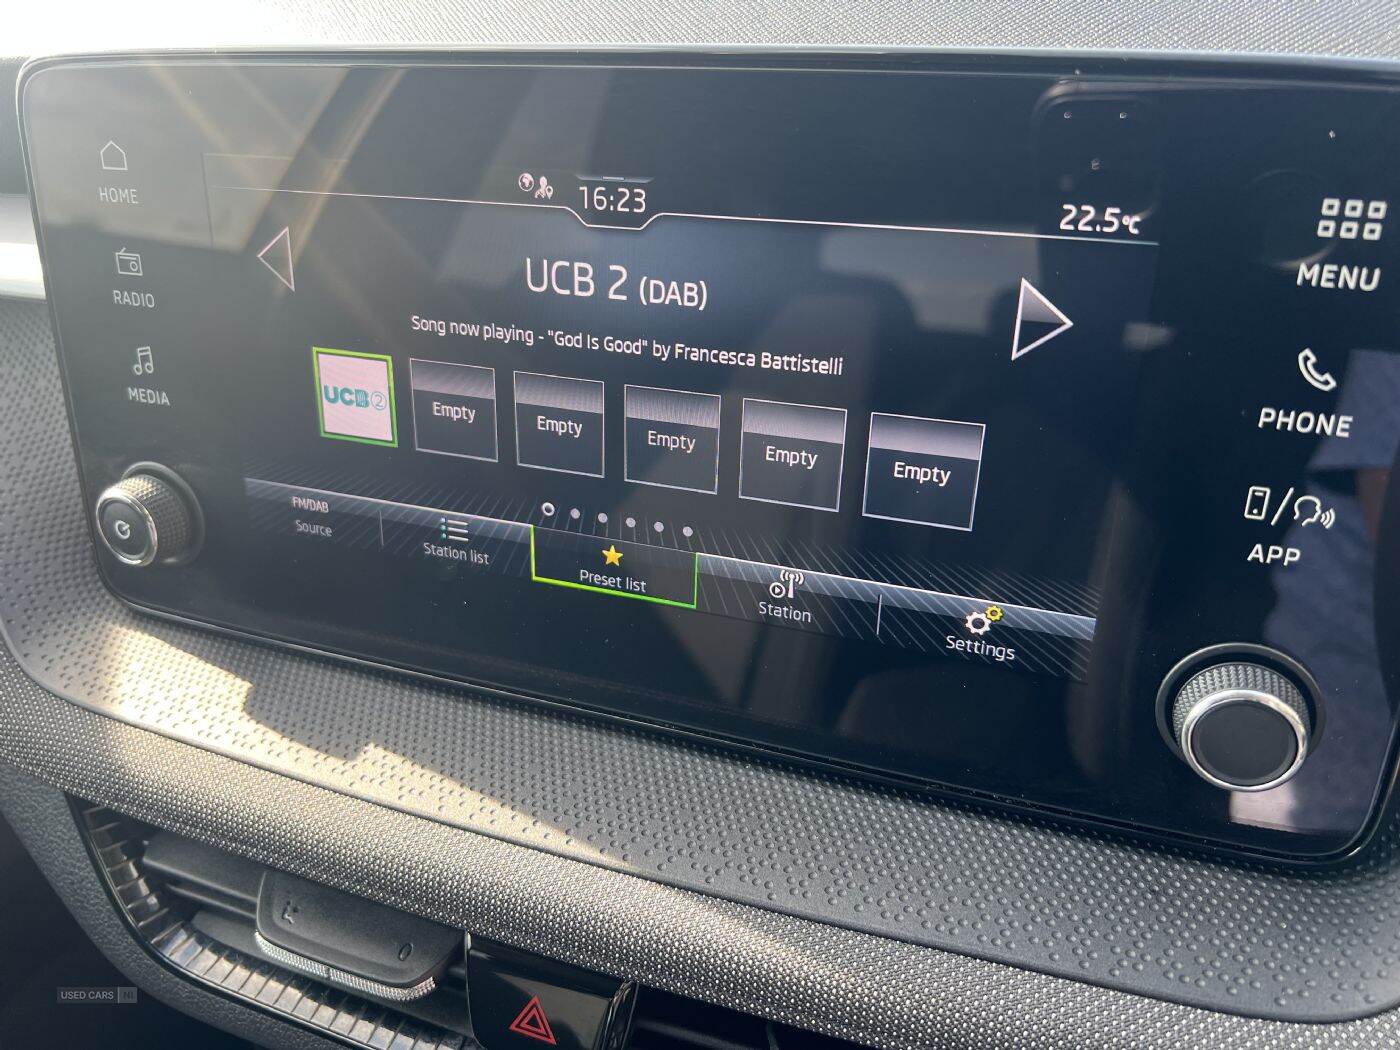 HOME
RADIO
MEDIA
16:23
22.5°C
UCB 2 (DAB)
Song now playing - "God Is Good" by Francesca Battistelli
UCB 2
Empty
Empty
Empty
Empty
Empty
FM/DAB
Source
Station list
Preset list
Station
Settings
MENU
PHONE
APP
USED CARS NI